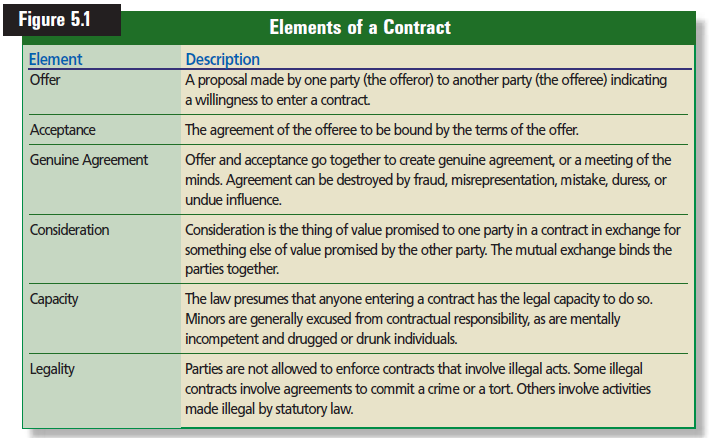 Figure 5.1
Elements of a Contract
Element Description
Offer A proposal made by one party (the offeror) to another party (the offeree) indicating
a willingness to enter a contract.
Acceptance The agreement of the offeree to be bound by the terms of the offer.
Genuine Agreement Offer and acceptance go together to create genuine agreement, or a meeting of the
minds. Agreement can be destroyed by fraud, misrepresentation, mistake, duress, or
undue influence.
Consideration Consideration is the thing of value promised to one party in a contract in exchange for
something else of value promised by the other party. The mutual exchange binds the
parties together.
Capacity The law presumes that anyone entering a contract has the legal capacity to do so.
Minors are generally excused from contractual responsibility, as are mentally
incompetent and drugged or drunk individuals.
Legality Parties are not allowed to enforce contracts that involve illegal acts. Some illegal
contracts involve agreements to commit a crime or a tort. Others involve activities
made illegal by statutory law.